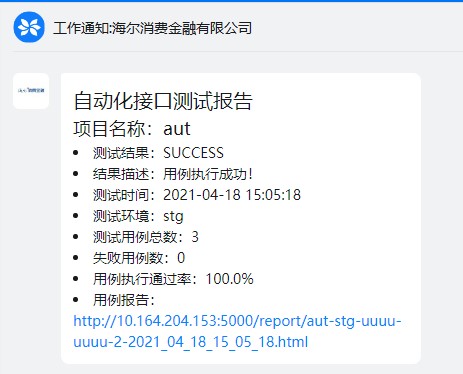 工作通知:海尔消费金融有限公司
自动化接口测试报告
项目名称：aut
测试结果：SUCCESS
结果描述：用例执行成功！
测试时间：2021-04-18 15:05:18
测试环境：stg
测试用例总数：3
失败用例数：0
用例执行通过率：100.0%
用例报告：
http://10.164.204.153:5000/report/aut-stg-uuuu-
uuuu-2-2021_04_18_15_05_18.html